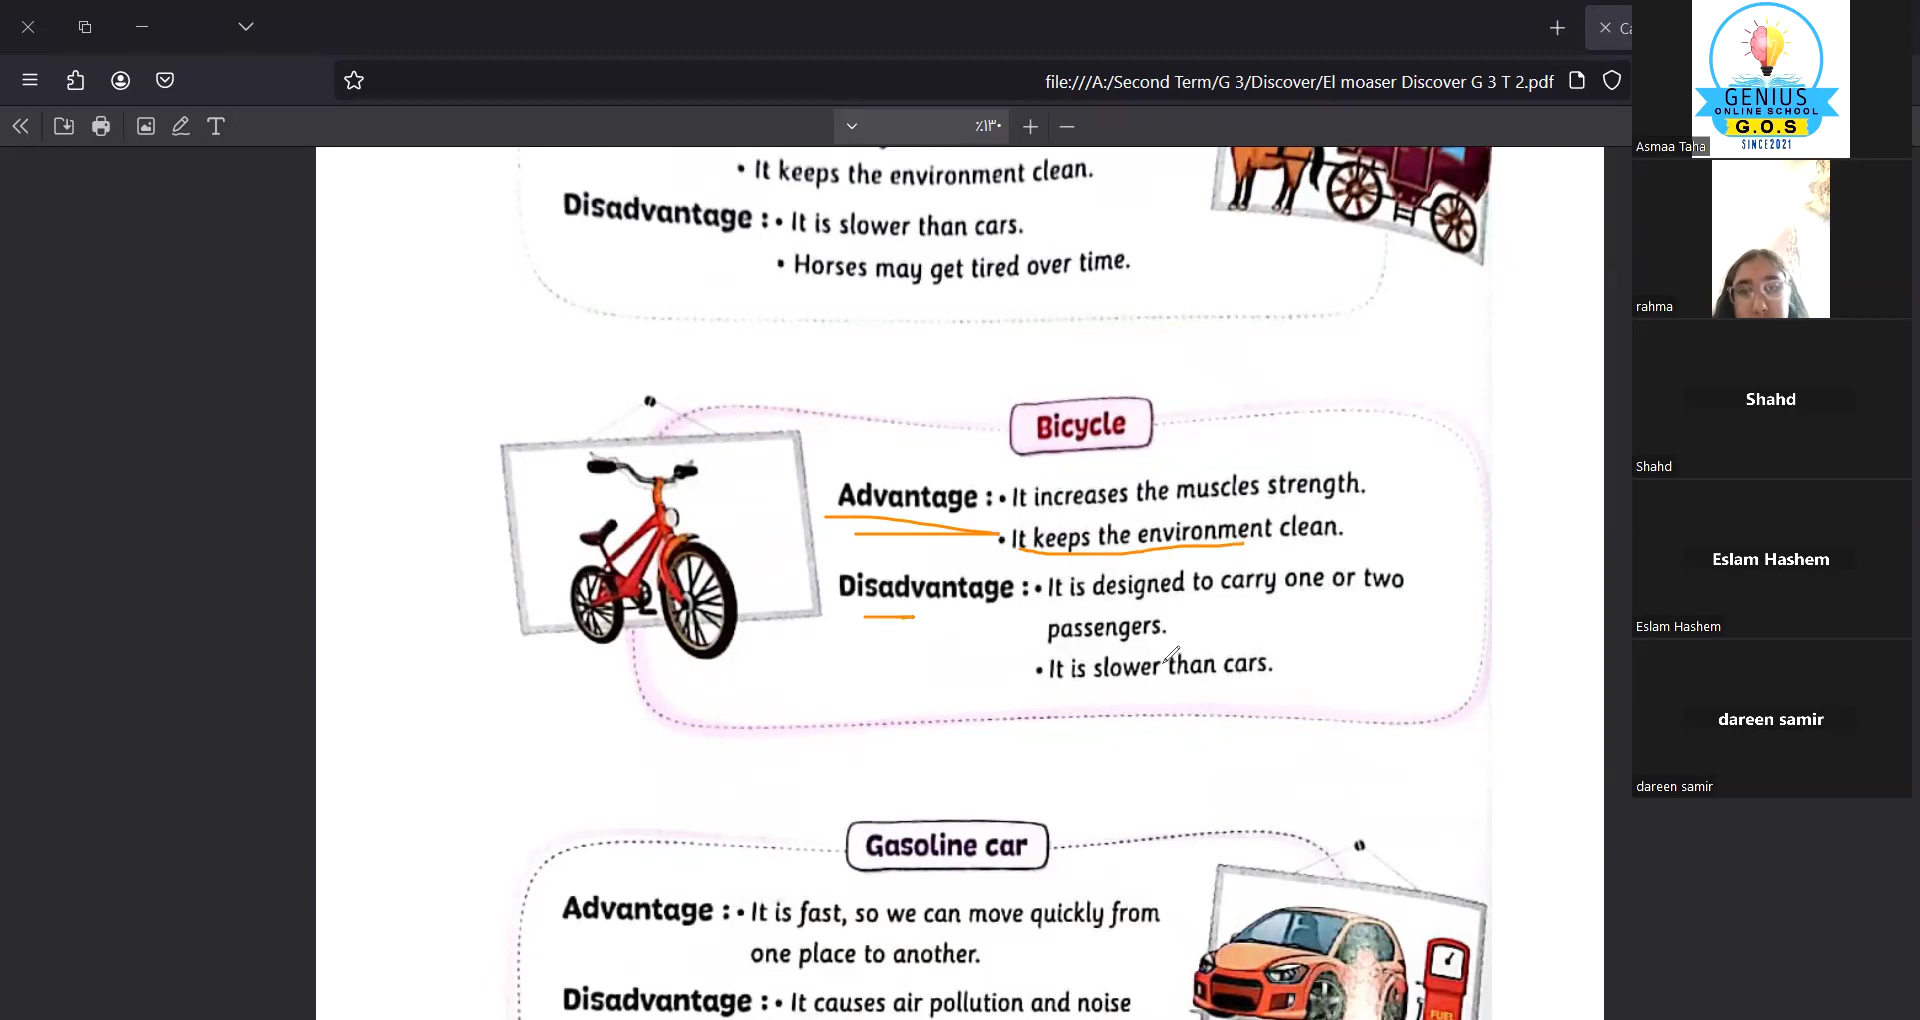 Ca
file:///A:/Second Term/G 3/Discover/El moaser Discover G 3 T 2.pdf
٪١٣٠
• It keeps the environment clean.
Disadvantage : • It is slower than cars.
• Horses may get tired over time.
Bicycle
Advantage : • It increases the muscles strength.
• It keeps the environment clean.
Disadvantage : • It is designed to carry one or two
passengers.
• It is slower than cars.
Gasoline car
Advantage : • It is fast, so we can move quickly from
one place to another.
Disadvantage : • It causes air pollution and noise
FUEL
GENIUS
ONLINE SCHOOL
G.O.S
SINCE2021
Asmaa Taha
rahma
Shahd
Shahd
Eslam Hashem
Eslam Hashem
dareen samir
dareen samir